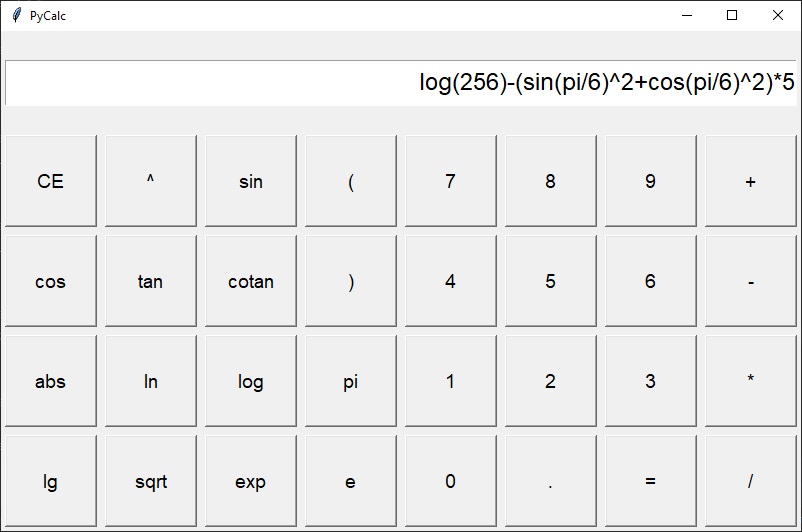 PyCalc
log(256)-(sin(pi/6)^2+cos(pi/6)^2)*5
CE ^ sin ( 7 8 9 +
cos tan cotan ) 4 5 6 -
abs ln log pi 1 2 3 *
lg sqrt exp e 0 . = /